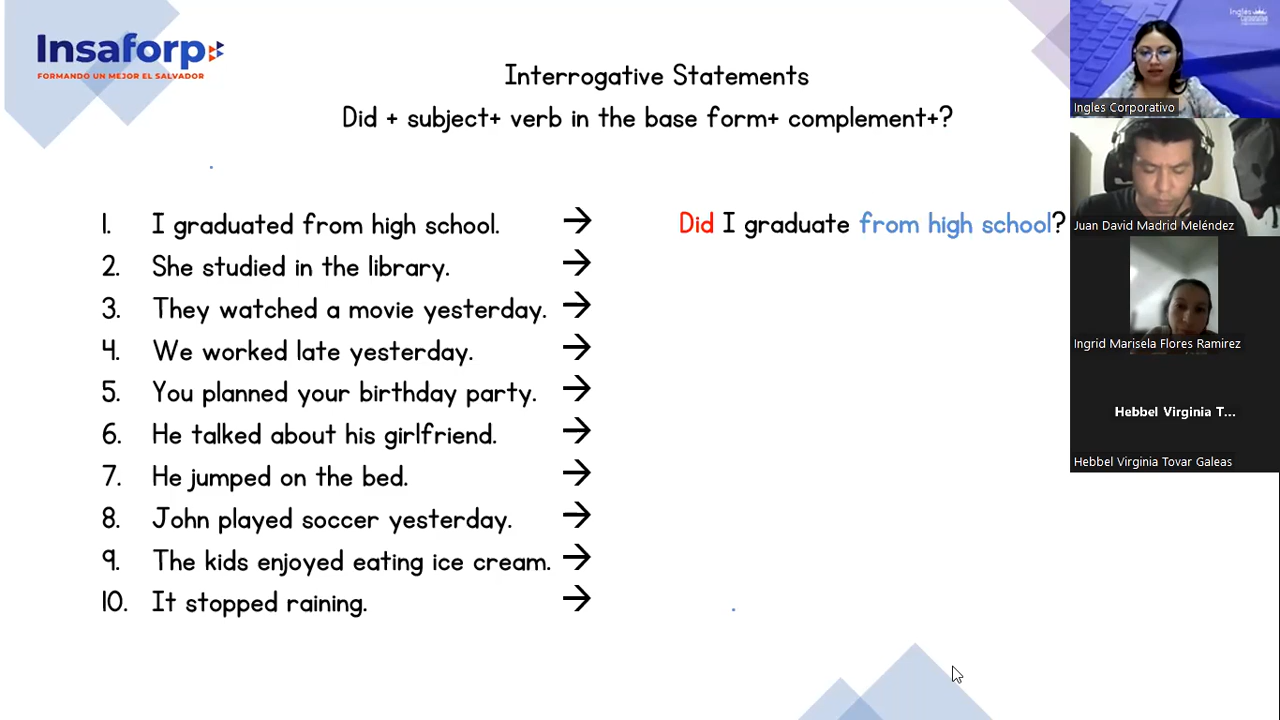 Insaforp
FORMANDO UN MEJOR EL SALVADOR
Interrogative Statements
Did + subject+ verb in the base form+ complement+?
1. I graduated from high school. → Did I graduate from high school?
2. She studied in the library. →
3. They watched a movie yesterday. →
4. We worked late yesterday. →
5. You planned your birthday party. →
6. He talked about his girlfriend. →
7. He jumped on the bed. →
8. John played soccer yesterday. →
9. The kids enjoyed eating ice cream. →
10. It stopped raining. →
Inglés
Ingles Corporativo
Juan David Madrid Meléndez
Ingrid Marisela Flores Ramirez
Hebbel Virginia T...
Hebbel Virginia Tovar Galeas